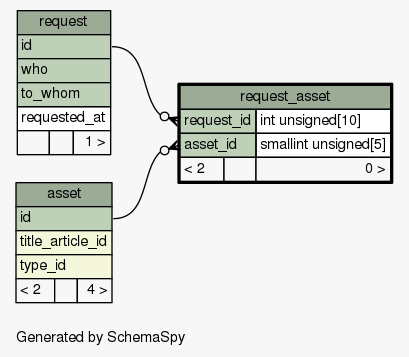 request
id
who
to_whom
requested_at
1 >
request_asset
request_id int unsigned[10]
asset_id smallint unsigned[5]
< 2 0 >
asset
id
title_article_id
type_id
< 2 4 >
Generated by SchemaSpy